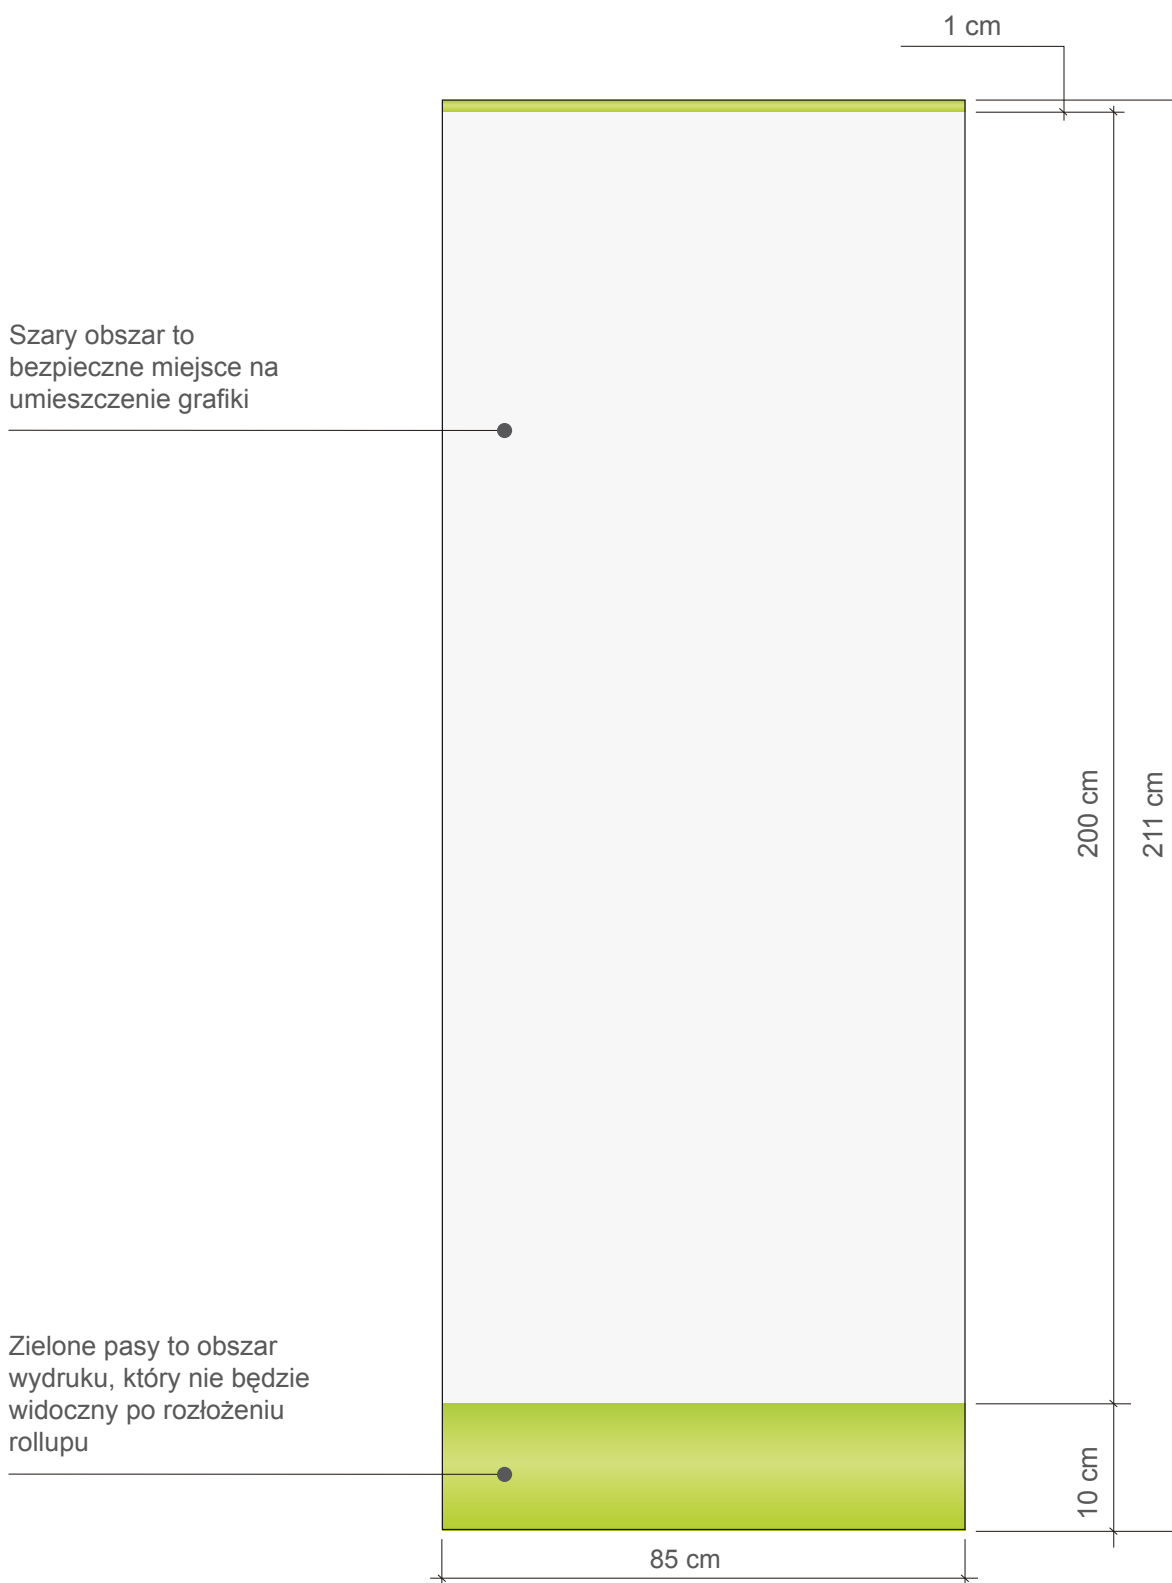 1 cm
Szary obszar to
bezpieczne miejsce na
umieszczenie grafiki
200 cm
211 cm
Zielone pasy to obszar
wydruku, który nie będzie
widoczny po rozłożeniu
rollupu
10 cm
85 cm